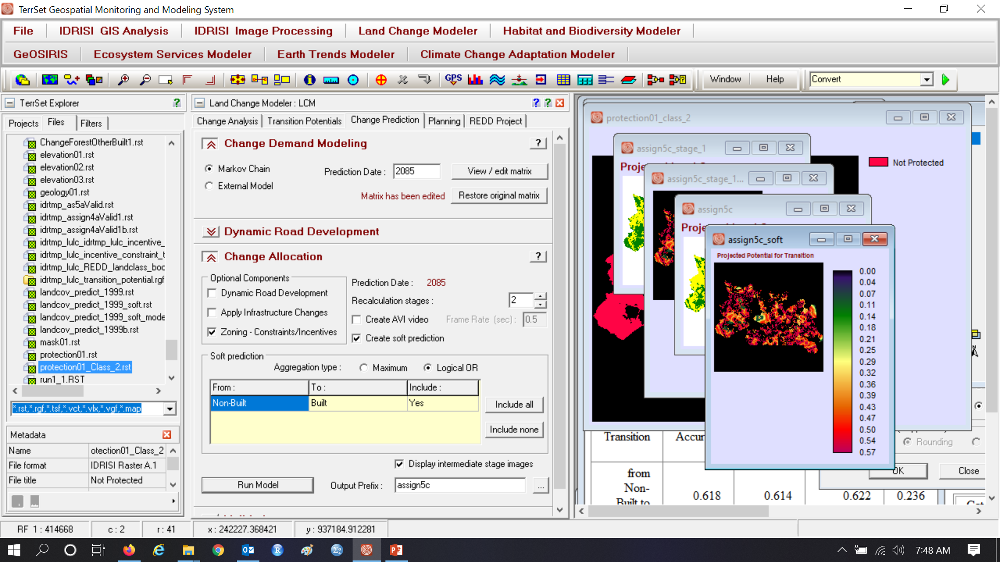 TerrSet Geospatial Monitoring and Modeling System
File IDRISI GIS Analysis IDRISI Image Processing Land Change Modeler Habitat and Biodiversity Modeler
GeOSIRIS Ecosystem Services Modeler Earth Trends Modeler Climate Change Adaptation Modeler
GPS Window Help Convert
TerrSet Explorer
Projects Files Filters
ChangeForestOtherBuilt1.rst
elevation01.rst
elevation02.rst
elevation03.rst
geology01.rst
idrtmp_as5aValid.rst
idrtmp_assign4aValid1.rst
idrtmp_assign4aValid1b.rst
idrtmp_lulc_idrtmp_lulc_incentive_
idrtmp_lulc_incentive_constraint_t
idrtmp_lulc_REDD_landclass_boo
idrtmp_lulc_transition_potential.rgf
landcov_predict_1999.rst
landcov_predict_1999_soft.rst
landcov_predict_1999_soft_mode
landcov_predict_1999b.rst
mask01.rst
protection01.rst
protection01_Class_2.rst
run1_1.RST
*.rst,*.rgf,*.tsf,*.vct,*.vlx,*.vgf,*.map
Metadata
Name otection01_Class_2
File format IDRISI Raster A.1
File title Not Protected
Land Change Modeler : LCM
Change Analysis Transition Potentials Change Prediction Planning REDD Project
Change Demand Modeling ?
Markov Chain Prediction Date : 2085 View / edit matrix
External Model
Matrix has been edited Restore original matrix
Dynamic Road Development
Change Allocation ?
Optional Components
Dynamic Road Development
Apply Infrastructure Changes
Zoning - Constraints/Incentives
Prediction Date : 2085
Recalculation stages : 2
Create AVI video Frame Rate (sec) : 0.5
Create soft prediction
Soft prediction
Aggregation type : Maximum Logical OR
From : To : Include :
Non-Built Built Yes
Include all
Include none
Display intermediate stage images
Run Model Output Prefix : assign5c ...
protection01_class_2
Not Protected
assign5c_stage_1
assign5c_stage_1...
assign5c
assign5c_soft
Projected Potential for Transition
0.00
0.04
0.07
0.11
0.14
0.18
0.21
0.25
0.29
0.32
0.36
0.39
0.43
0.47
0.50
0.54
0.57
Rounding
OK Close
Transition Accur
from
Non-
Built to
0.618 0.614 0.622 0.236
RF 1 : 414668 c : 2 r : 41 x : 242227.368421 y : 937184.912281
7:48 AM